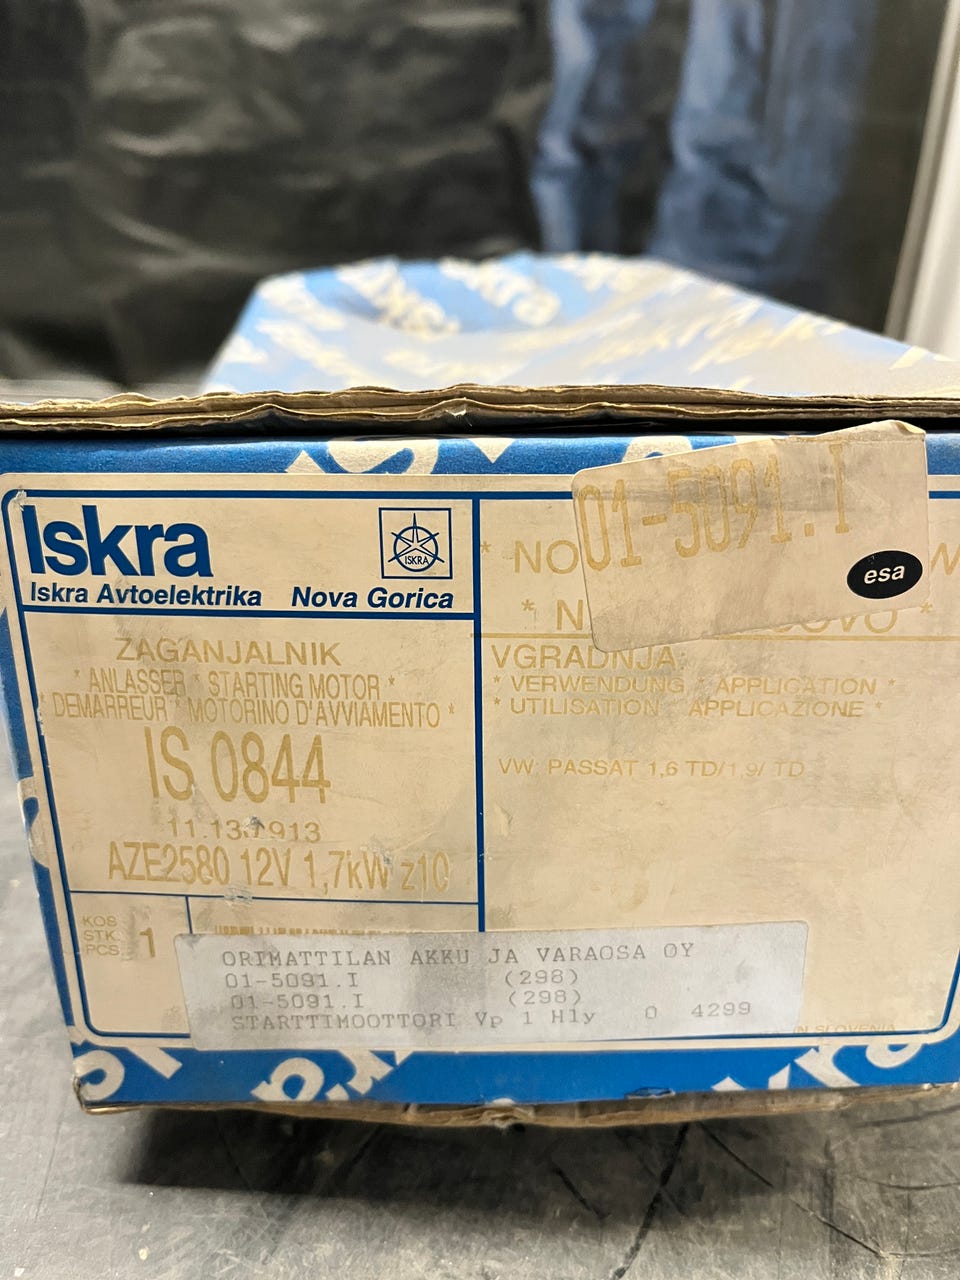 Iskra
ISKRA
Iskra Avtoelektrika Nova Gorica
01-5091.I
esa
* NO
* N
ZAGANJALNIK
* ANLASSER * STARTING MOTOR *
* DEMARREUR * MOTORINO D'AVVIAMENTO *
IS 0844
AZE2580 12V 1,7kW z10
VGRADNJA:
* VERWENDUNG * APPLICATION *
* UTILISATION * APPLICAZIONE *
VW PASSAT 1,6 TD/1,9/ TD
KOS
STK.
PCS
1
ORIMATTILAN AKKU JA VARAOSA OY
01-5091.I (298)
01-5091.I (298)
STARTTIMOOTTORI Vp 1 Hly 0 4299
IN SLOVENIA